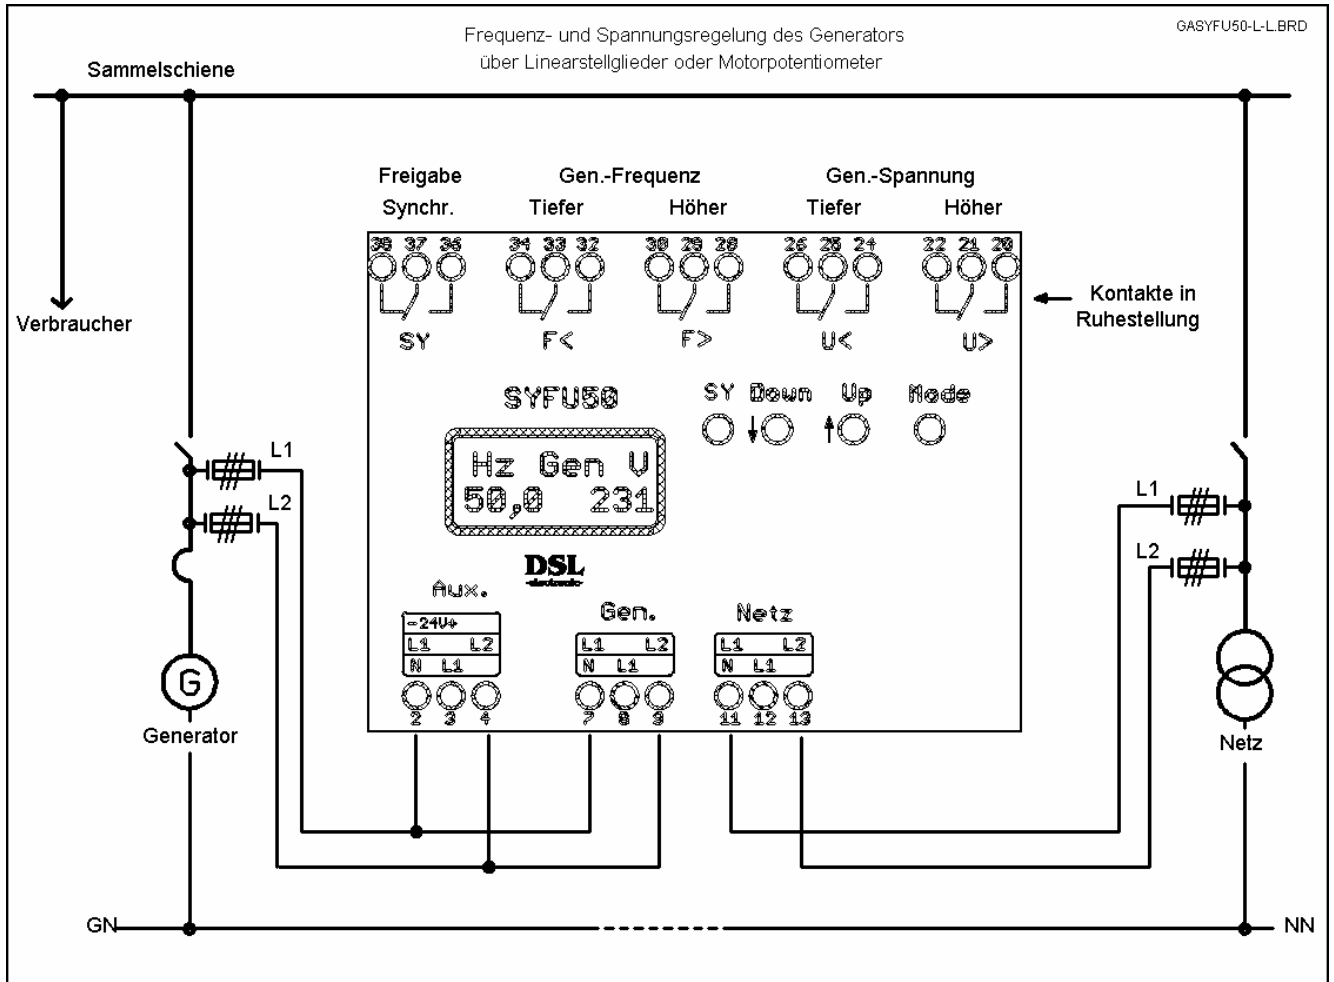 GASYFU50-L-L.BRD
Frequenz- und Spannungsregelung des Generators
über Linearstellglieder oder Motorpotentiometer
Sammelschiene
Freigabe Gen.-Frequenz Gen.-Spannung
Synchr. Tiefer Höher Tiefer Höher
38 37 36 34 33 32 30 29 28 26 25 24 22 21 20
Kontakte in
Ruhestellung
Verbraucher
SY F< F> U< U>
SYFU50
SY Down Up Mode
L1
Hz Gen V
50,0 231
L2
L1
L2
DSL
-electronic-
Aux. Gen. Netz
-24V+
L1 L2 L1 L2 L1 L2
N L1 N L1 N L1
2 3 4 7 8 9 11 12 13
G
Generator
Netz
GN
NN